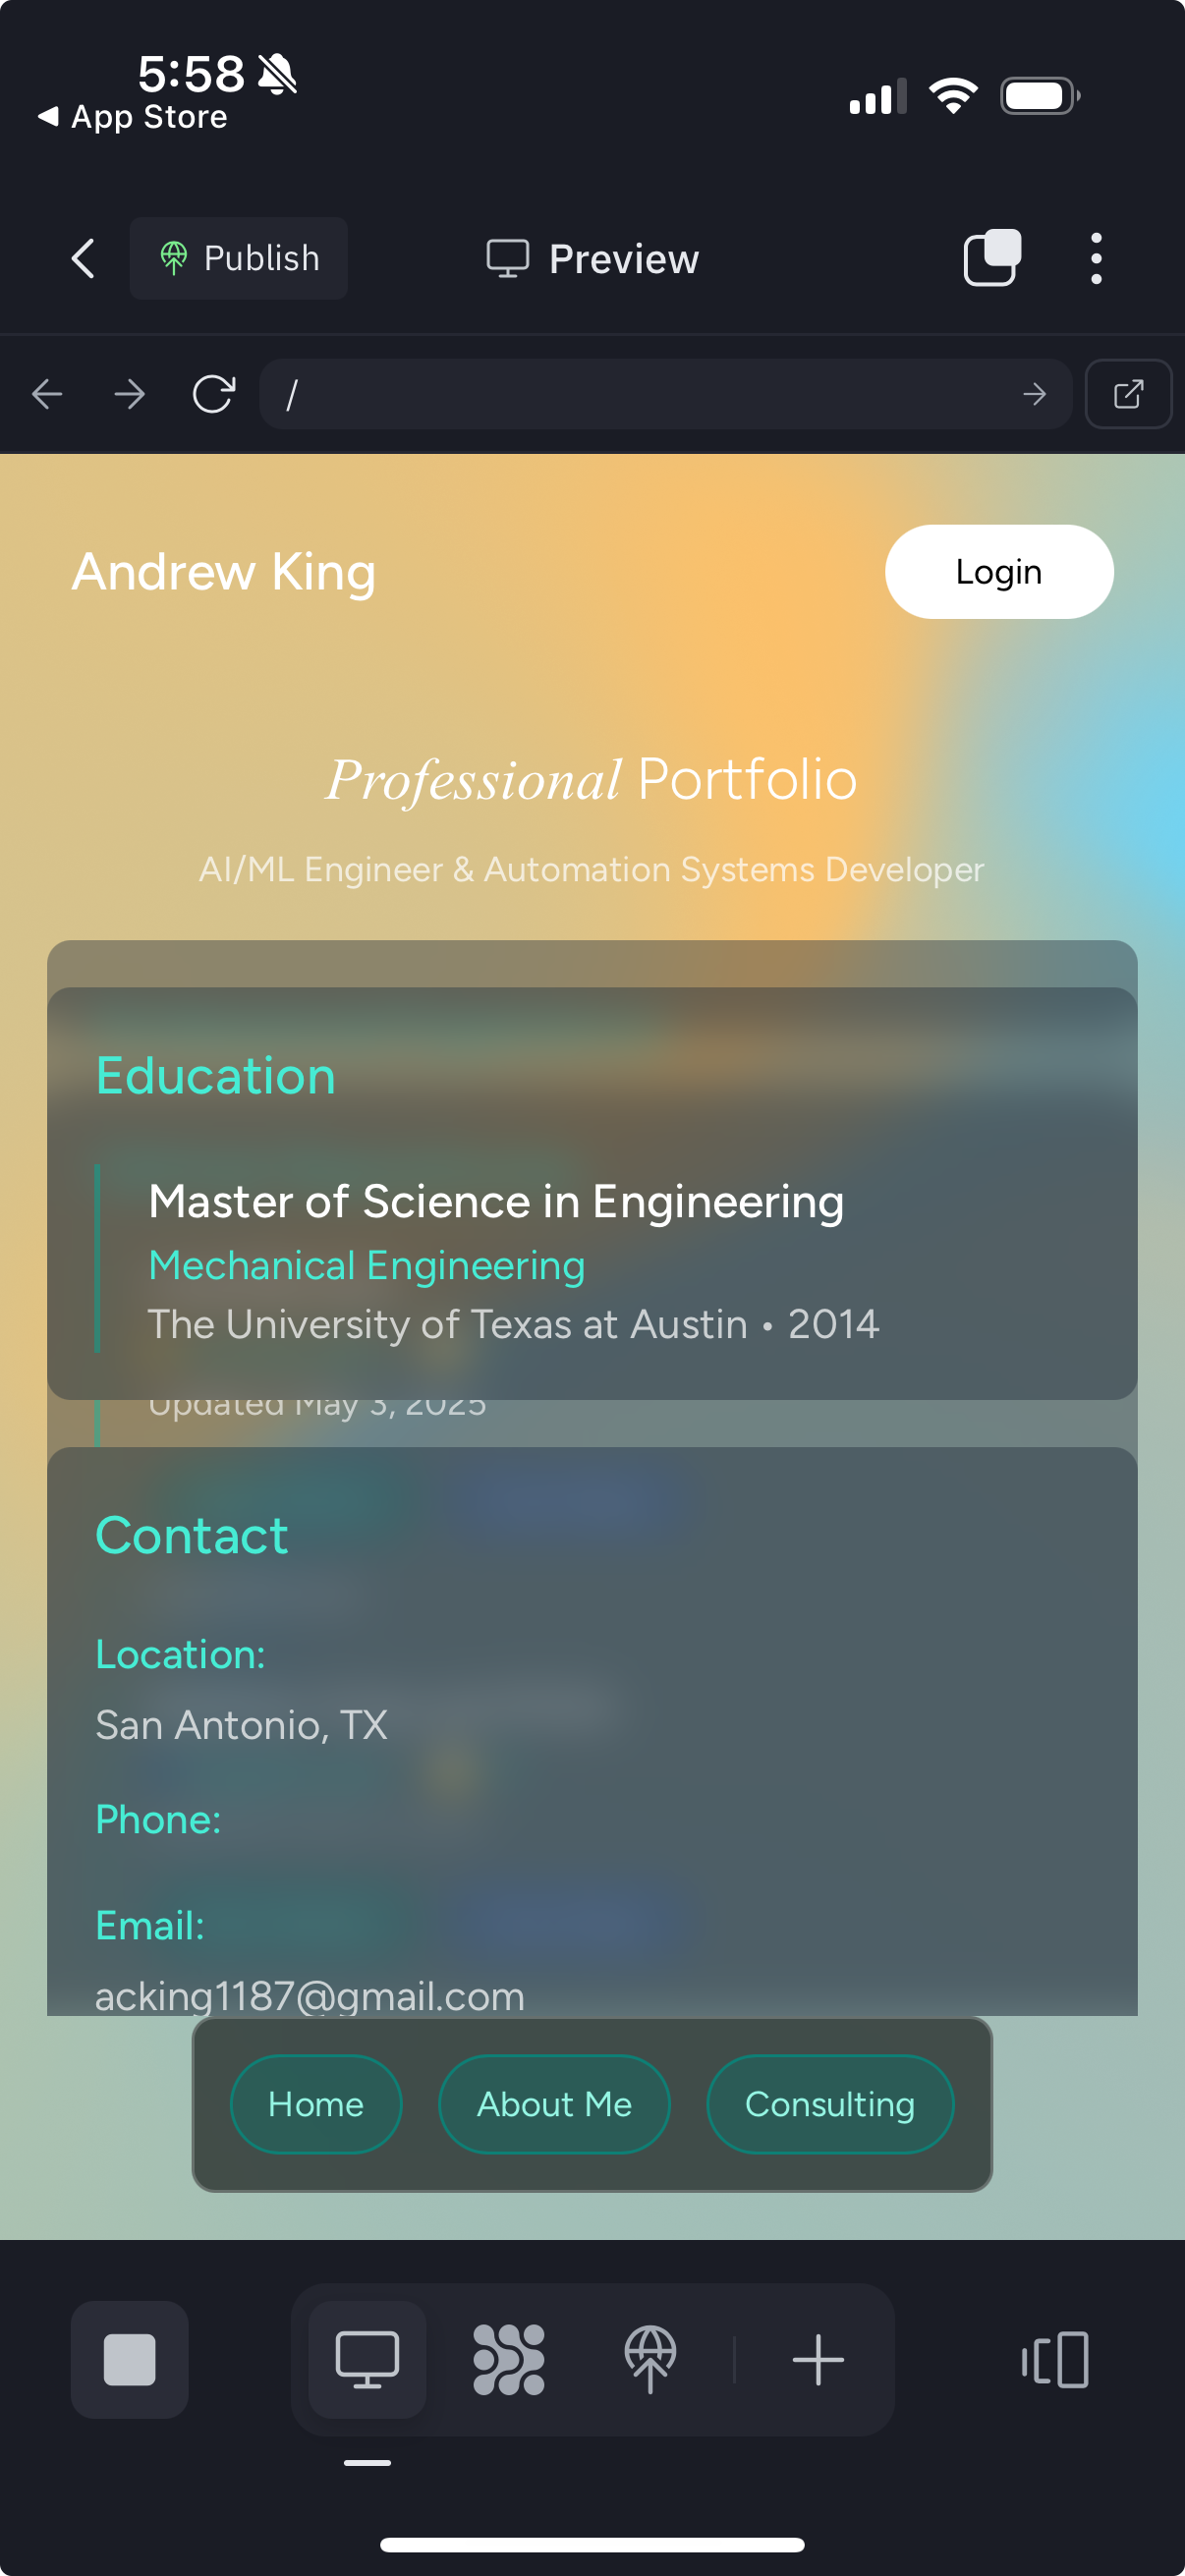 5:58
App Store
Publish
Preview
/
Andrew King
Login
Professional Portfolio
AI/ML Engineer & Automation Systems Developer
Education
Master of Science in Engineering
Mechanical Engineering
The University of Texas at Austin • 2014
Updated May 3, 2025
Contact
Location:
San Antonio, TX
Phone:
Email:
acking1187@gmail.com
Home
About Me
Consulting